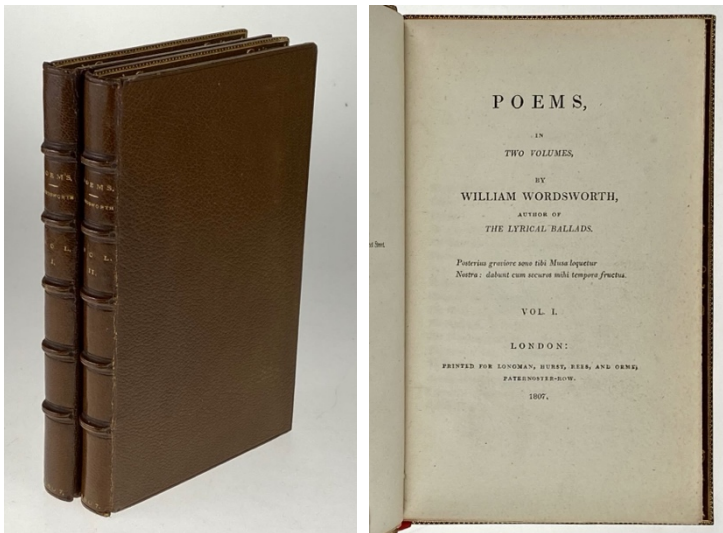 POEMS,
VOL.
I.
POEMS,
WORDSWORTH
VOL.
II.
Street.
POEMS,
IN
TWO VOLUMES,
BY
WILLIAM WORDSWORTH,
AUTHOR OF
THE LYRICAL BALLADS.
Posterius graviore sono tibi Musa loquetur
Nostra: dabunt cum securos mihi tempora fructus.
VOL. I.
LONDON:
PRINTED FOR LONGMAN, HURST, REES, AND ORME,
PATERNOSTER-ROW.
1807.